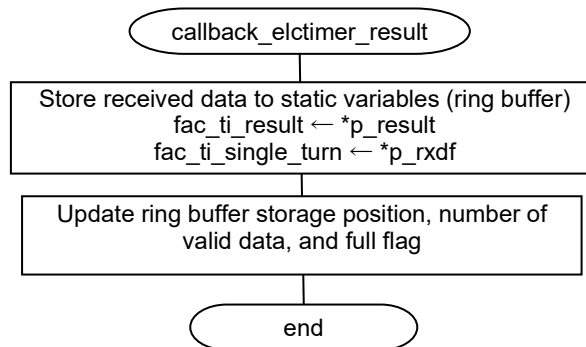 callback_elctimer_result
Store received data to static variables (ring buffer)
fac_ti_result ← *p_result
fac_ti_single_turn ← *p_rxdf
Update ring buffer storage position, number of
valid data, and full flag
end